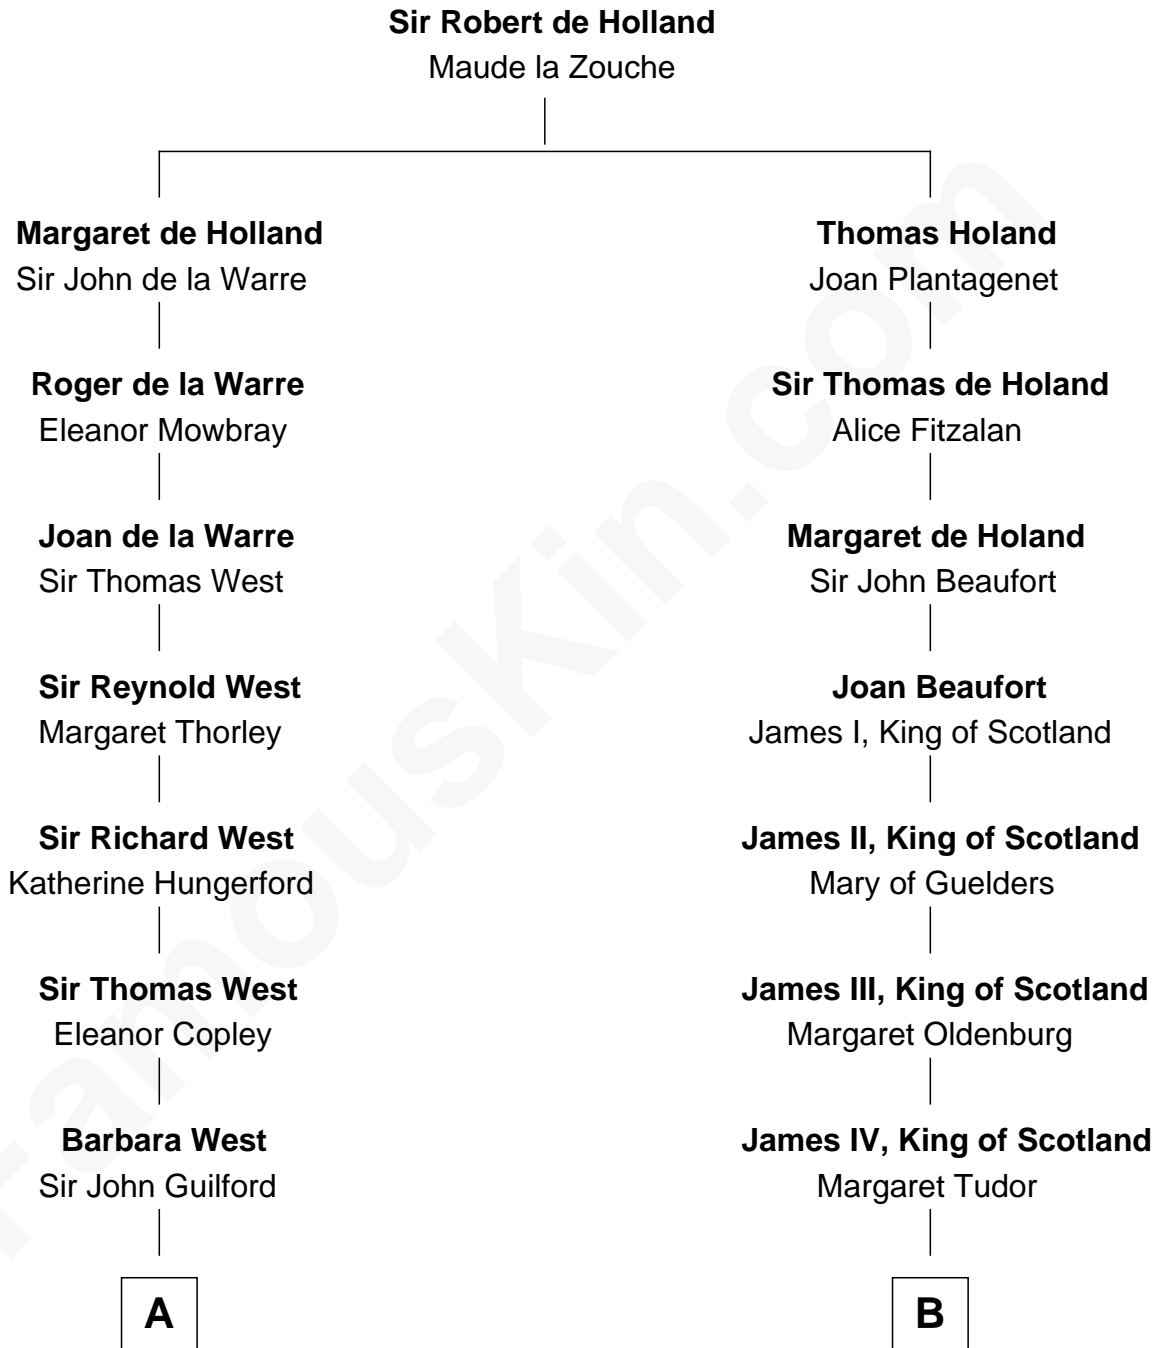 Sir Robert de Holland
Maude la Zouche
Margaret de Holland
Sir John de la Warre
Thomas Holand
Joan Plantagenet
Roger de la Warre
Eleanor Mowbray
Sir Thomas de Holand
Alice Fitzalan
Joan de la Warre
Sir Thomas West
Margaret de Holand
Sir John Beaufort
Sir Reynold West
Margaret Thorley
Joan Beaufort
James I, King of Scotland
Sir Richard West
Katherine Hungerford
James II, King of Scotland
Mary of Guelders
Sir Thomas West
Eleanor Copley
James III, King of Scotland
Margaret Oldenburg
Barbara West
Sir John Guilford
James IV, King of Scotland
Margaret Tudor
A
B
FamousKin.com